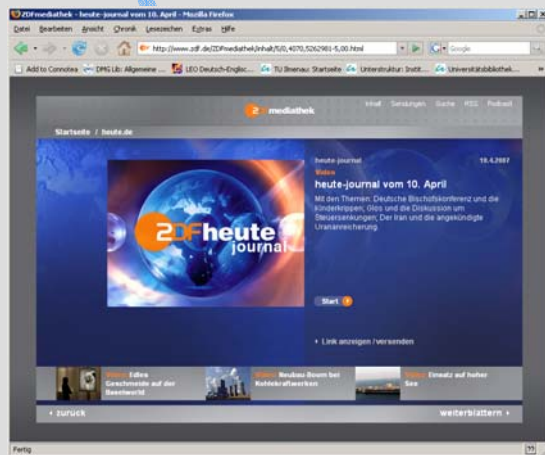 ZDFmediathek - heute-journal vom 10. April - Mozilla Firefox
Datei Bearbeiten Ansicht Chronik Lesezeichen Extras Hilfe
http://www.zdf.de/ZDFmediathek/inhalt/5/0,4070,5262981-5,00.html
Google
Add to Connotea DMG Lib: Allgemeine ... LEO Deutsch-Englisc... TU Ilmenau: Startseite Unterstruktur: Instit... Universitätsbibliothek...
ZDF mediathek
Inhalt Sendungen Suche RSS Podcast
Startseite / heute.de
ZDFheute
journal
heute-journal 10.4.2007
Video
heute-journal vom 10. April
Mit den Themen: Deutsche Bischofskonferenz und die
Kinderkrippen; Glos und die Diskussion um
Steuersenkungen; Der Iran und die angekündigte
Urananreicherung.
Start
Link anzeigen / versenden
Video: Edles
Geschmeide auf der
Baselworld
Video: Neubau-Boom bei
Kohlekraftwerken
Video: Einsatz auf hoher
See
zurück
weiterblättern
Fertig